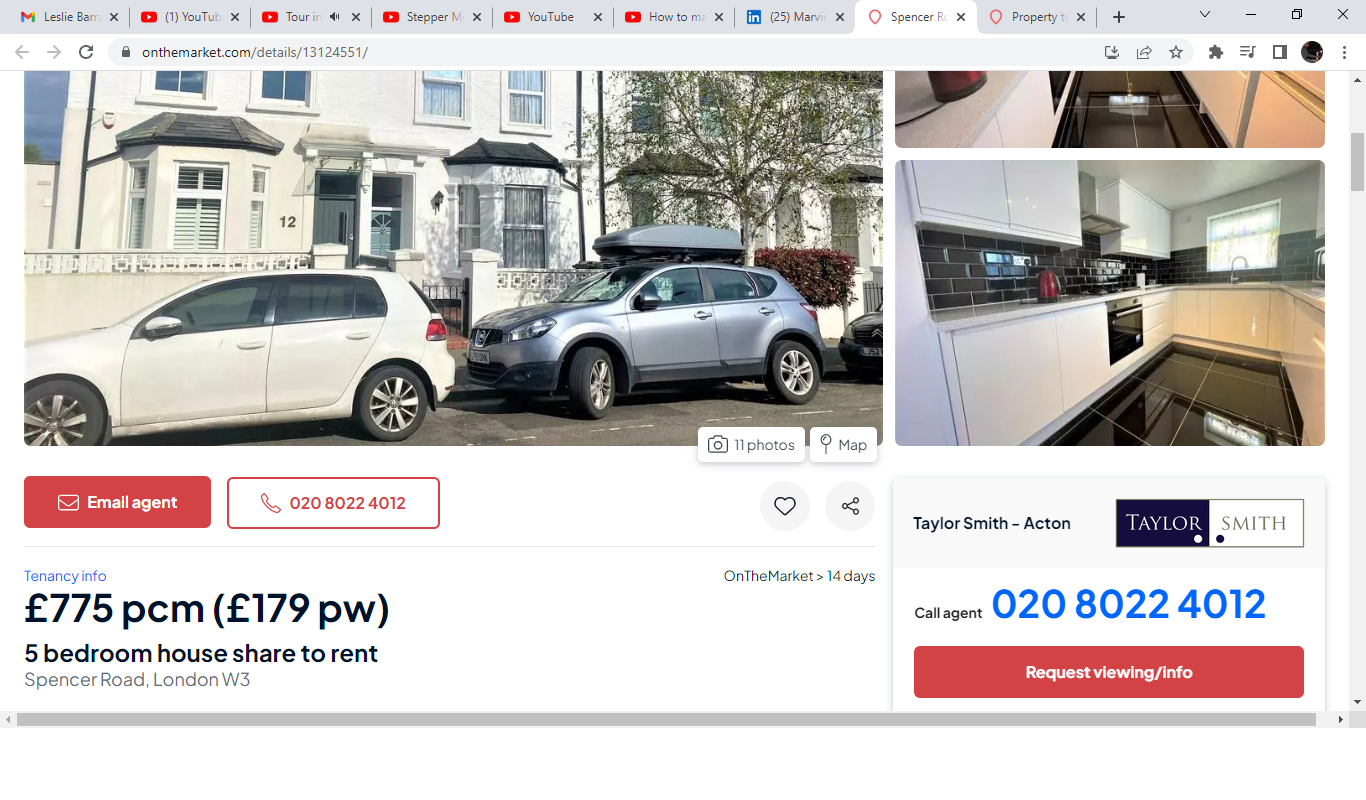 Leslie Barra
(1) YouTub
Tour in
Stepper M
YouTube
How to ma
(25) Marvin
Spencer Ro
Property to
onthemarket.com/details/13124551/
12
11 photos
Map
Email agent
020 8022 4012
Taylor Smith - Acton
TAYLOR SMITH
Tenancy info
OnTheMarket > 14 days
£775 pcm (£179 pw)
Call agent 020 8022 4012
5 bedroom house share to rent
Spencer Road, London W3
Request viewing/info